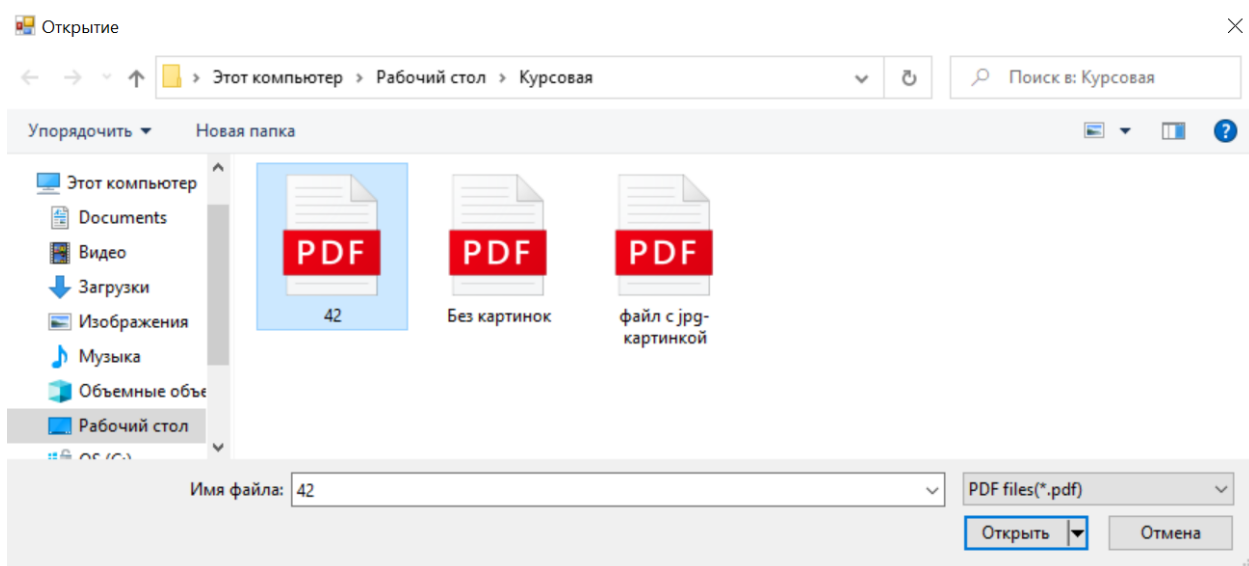 Открытие
Этот компьютер > Рабочий стол > Курсовая
Поиск в: Курсовая
Упорядочить
Новая папка
?
Этот компьютер
Documents
Видео
Загрузки
Изображения
Музыка
Объемные объе
Рабочий стол
OS (C:)
PDF
42
PDF
Без картинок
PDF
файл с jpg-
картинкой
Имя файла: 42
PDF files(*.pdf)
Открыть
Отмена